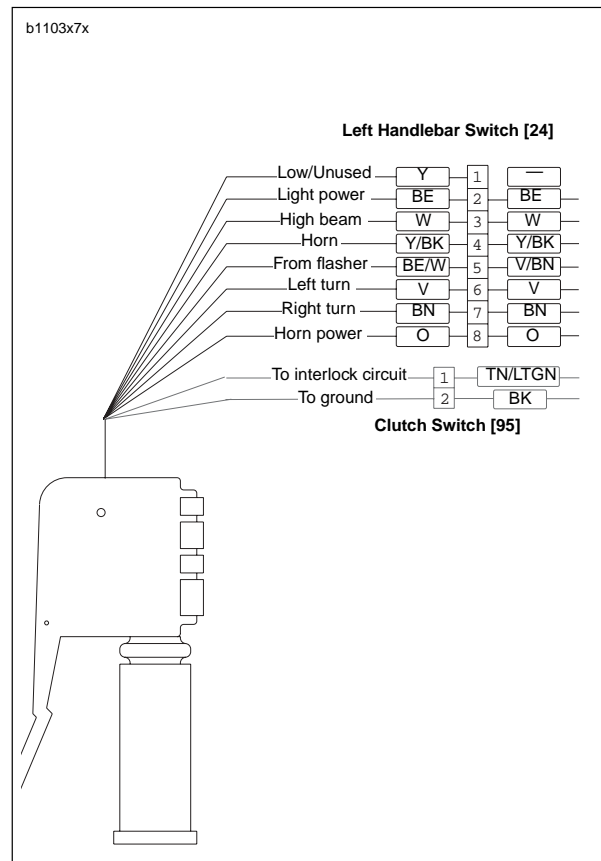 b1103x7x
Left Handlebar Switch [24]
Low/Unused Y 1 —
Light power BE 2 BE
High beam W 3 W
Horn Y/BK 4 Y/BK
From flasher BE/W 5 V/BN
Left turn V 6 V
Right turn BN 7 BN
Horn power O 8 O
To interlock circuit 1 TN/LTGN
To ground 2 BK
Clutch Switch [95]